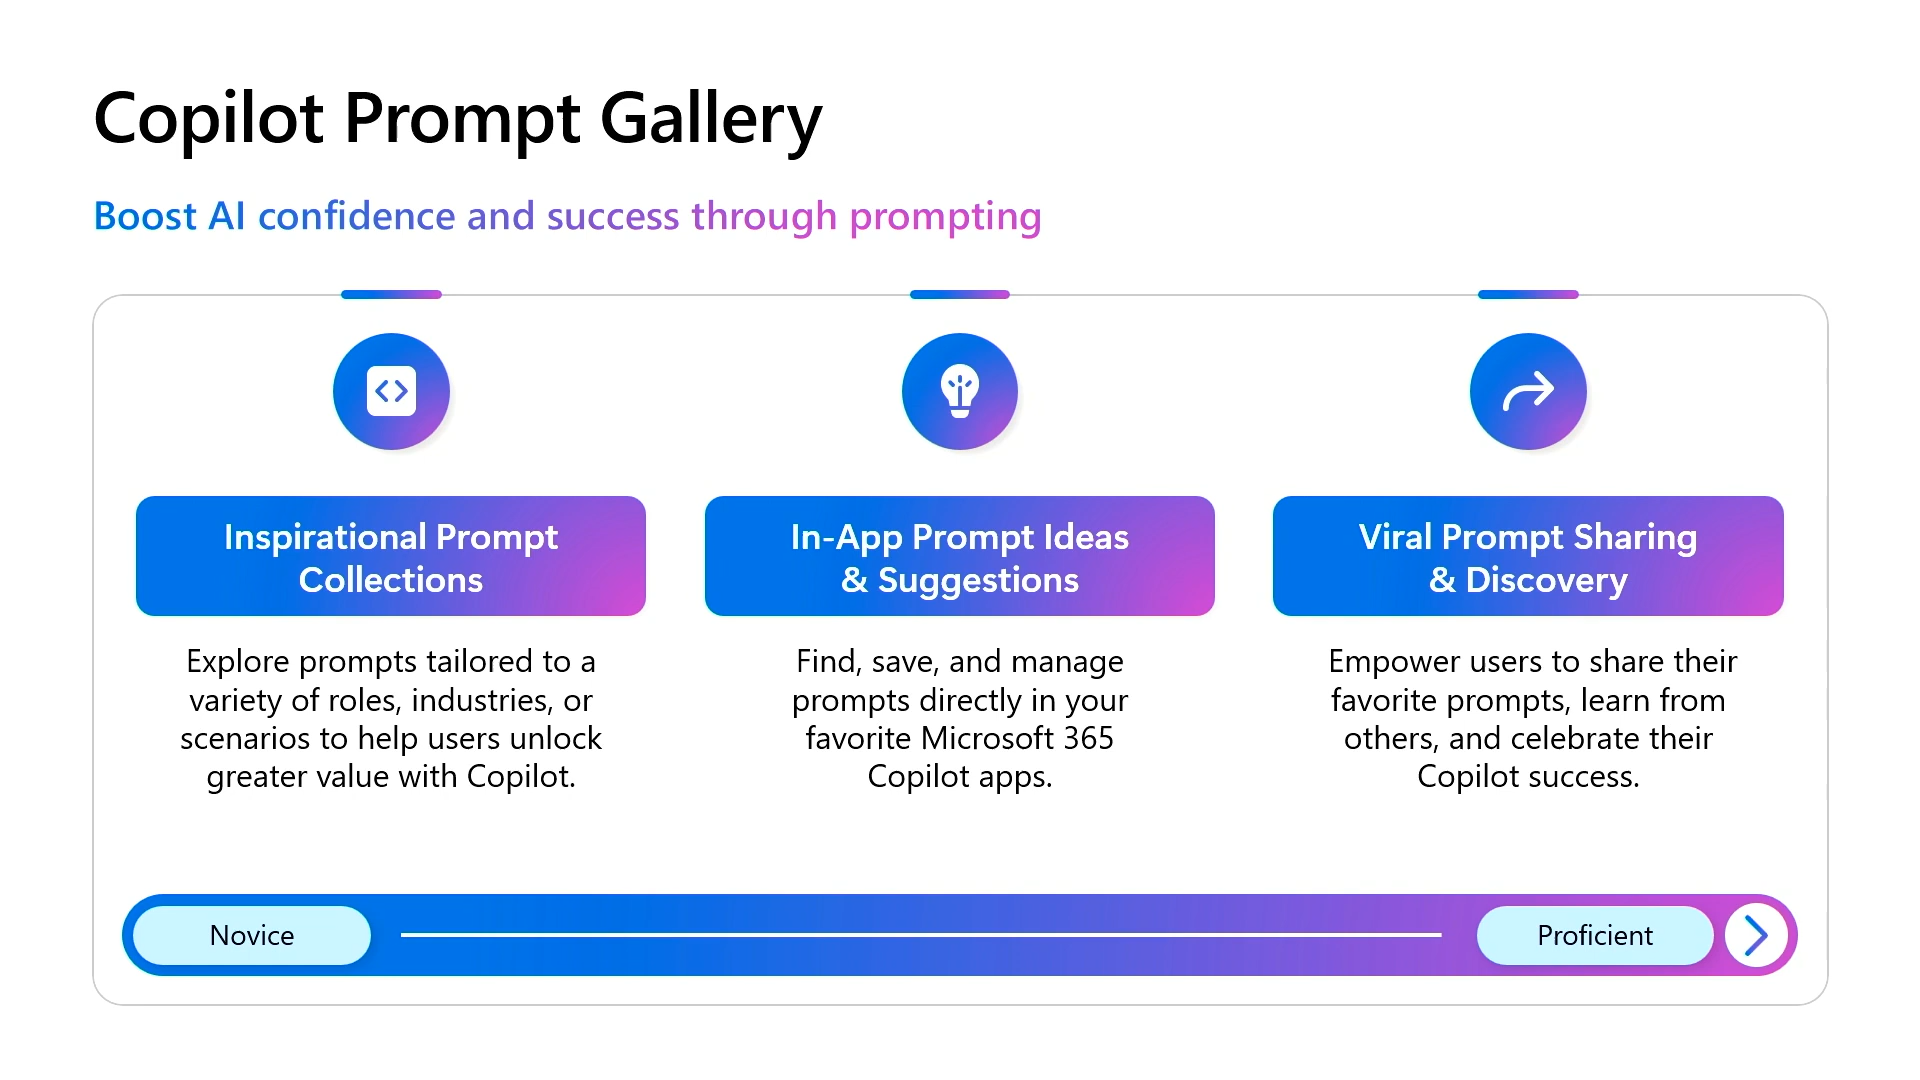 Copilot Prompt Gallery
Boost AI confidence and success through prompting
Inspirational Prompt
Collections
Explore prompts tailored to a
variety of roles, industries, or
scenarios to help users unlock
greater value with Copilot.
In-App Prompt Ideas
& Suggestions
Find, save, and manage
prompts directly in your
favorite Microsoft 365
Copilot apps.
Viral Prompt Sharing
& Discovery
Empower users to share their
favorite prompts, learn from
others, and celebrate their
Copilot success.
Novice
Proficient